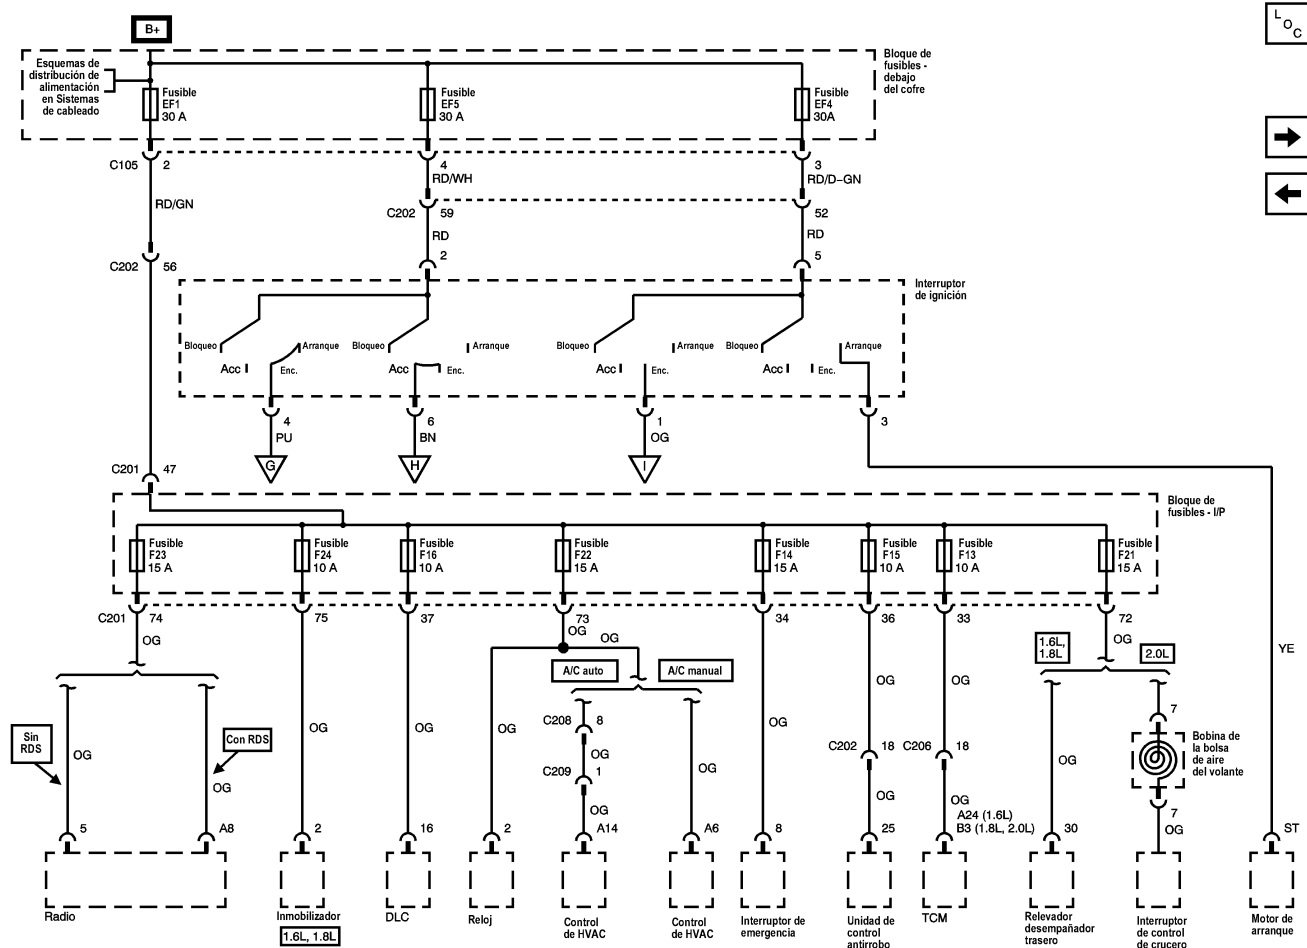 B+
L
O
C
Esquemas de
distribución de
alimentación
en Sistemas
de cableado
Fusible
EF1
30 A
Fusible
EF5
30 A
Fusible
EF4
30A
Bloque de
fusibles -
debajo
del cofre
C105
2
4
3
RD/GN
RD/WH
RD/D-GN
C202
59
52
RD
RD
C202
56
2
5
Interruptor
de ignición
Bloqueo
Arranque
Acc
Enc.
Bloqueo
Arranque
Acc
Enc.
Bloqueo
Arranque
Acc
Enc.
Bloqueo
Arranque
Acc
Enc.
4
6
1
3
PU
BN
OG
G
H
I
C201
47
Bloque de
fusibles - I/P
Fusible
F23
15 A
Fusible
F24
10 A
Fusible
F16
10 A
Fusible
F22
15 A
Fusible
F14
15 A
Fusible
F15
10 A
Fusible
F13
10 A
Fusible
F21
15 A
C201
74
75
37
73
34
36
33
72
OG
OG
OG
OG
1.6L,
1.8L
2.0L
YE
A/C auto
A/C manual
OG
OG
Sin
RDS
Con RDS
OG
OG
OG
OG
OG
C208
8
OG
C209
1
OG
OG
OG
C202
18
OG
C206
18
OG
OG
7
Bobina de
la bolsa
de aire
del volante
7
OG
A24 (1.6L)
B3 (1.8L, 2.0L)
5
A8
2
16
2
A14
A6
8
25
30
ST
Radio
Inmobilizador
1.6L, 1.8L
DLC
Reloj
Control
de HVAC
Control
de HVAC
Interruptor de
emergencia
Unidad de
control
antirrobo
TCM
Relevador
desempañador
trasero
Interruptor
de control
de crucero
Motor de
arranque